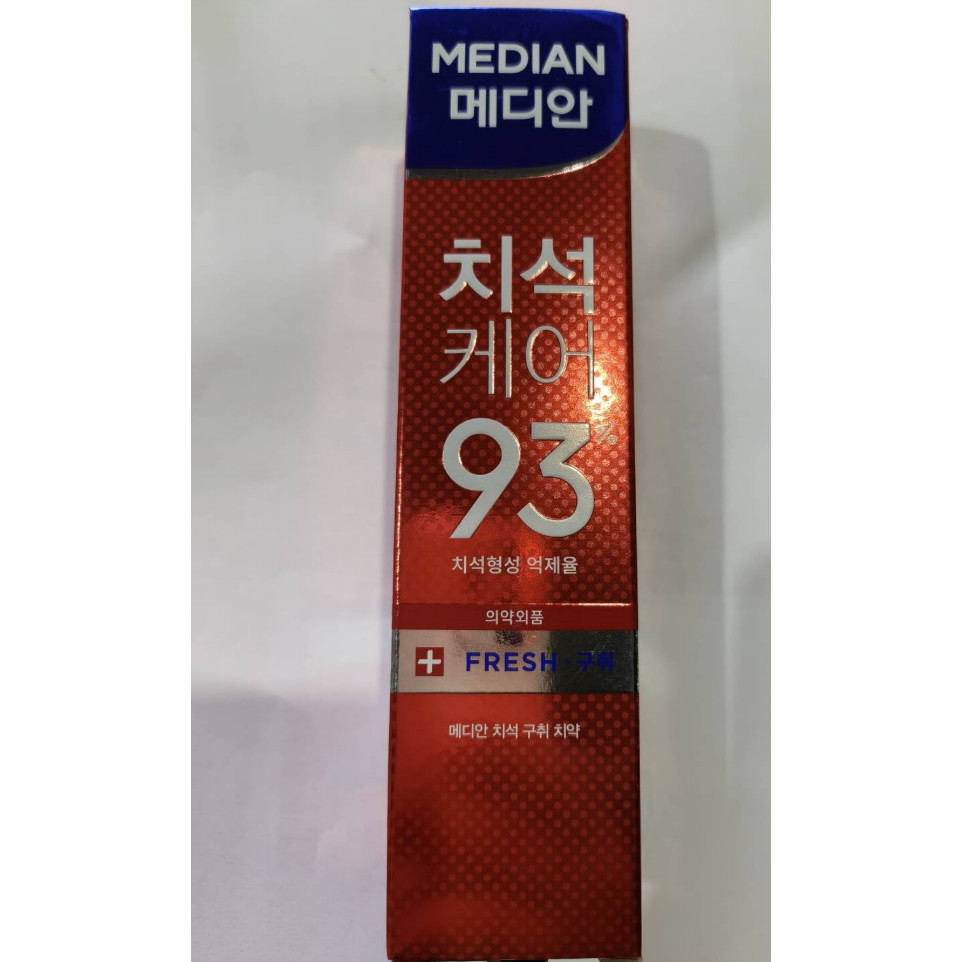 MEDIAN
메디안
치석
케어
93%
치석형성 억제율
의약외품
FRESH·구취
메디안 치석 구취 치약